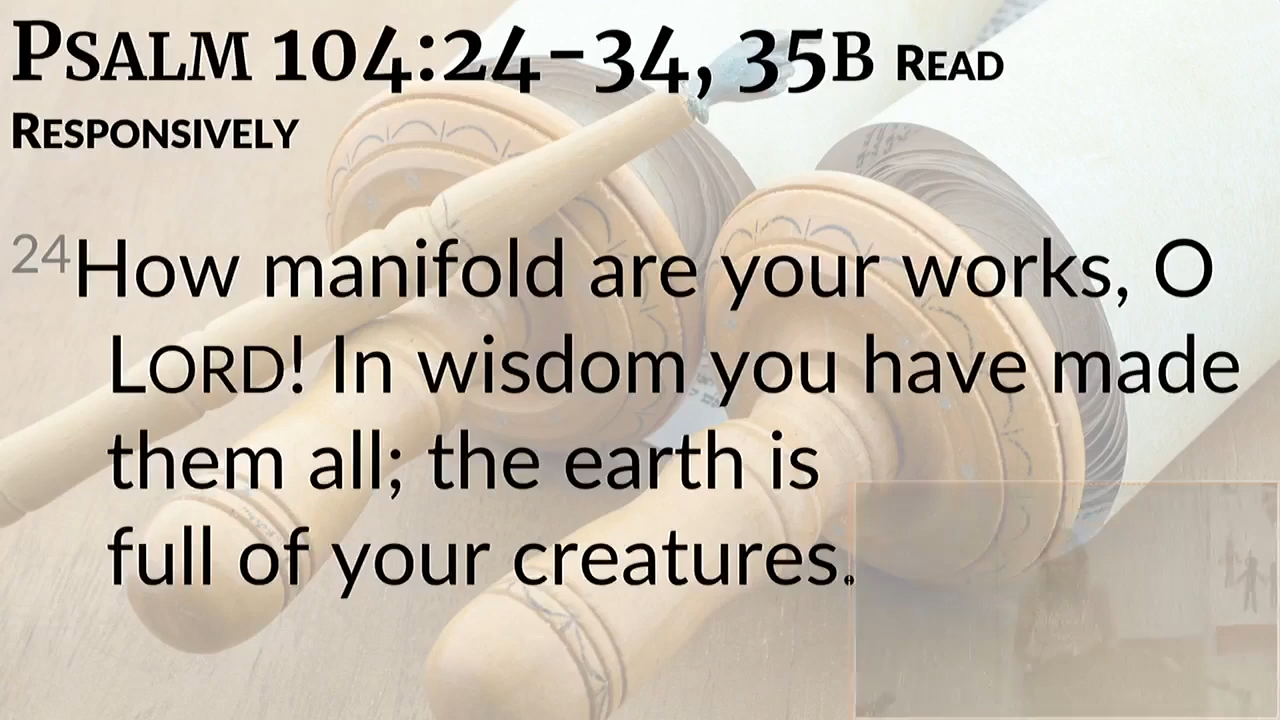 PSALM 104:24-34, 35B READ
RESPONSIVELY
24How manifold are your works, O
LORD! In wisdom you have made
them all; the earth is
full of your creatures.